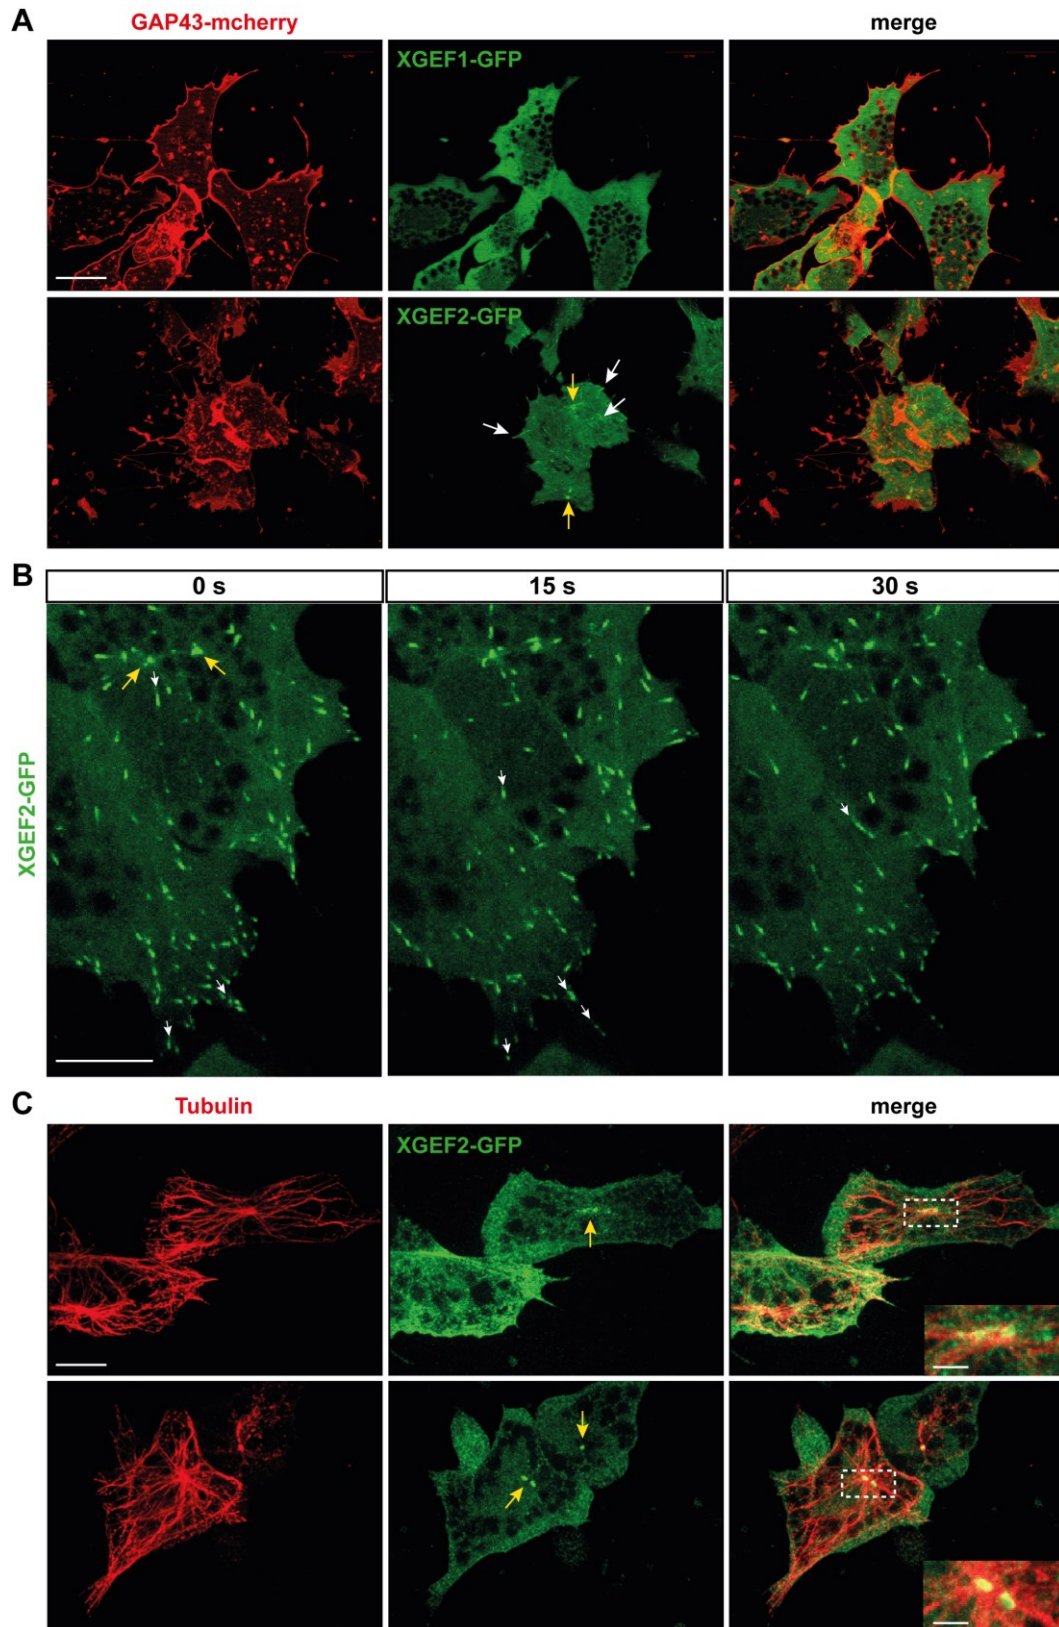 A
GAP43-mcherry
XGEF1-GFP
merge
XGEF2-GFP
B
0 s
15 s
30 s
XGEF2-GFP
C
Tubulin
XGEF2-GFP
merge